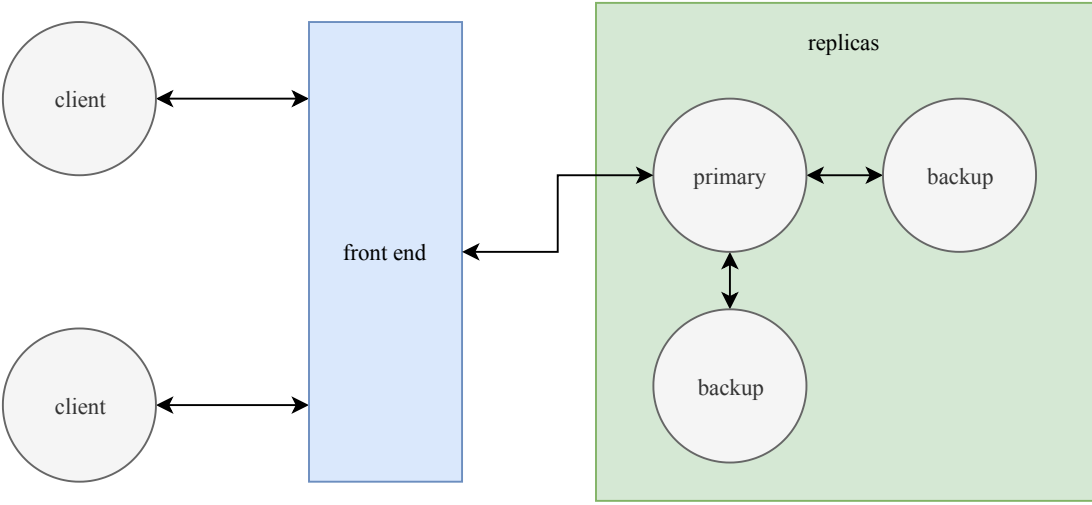 replicas
client
primary
backup
front end
backup
client